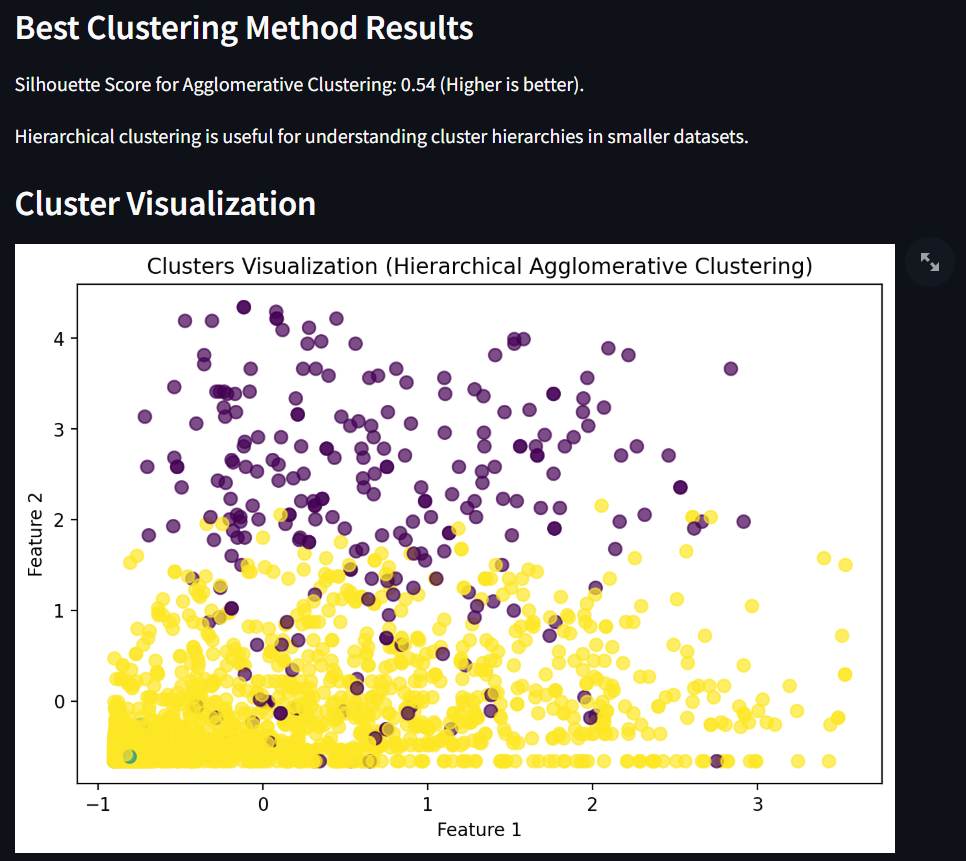 Best Clustering Method Results
Silhouette Score for Agglomerative Clustering: 0.54 (Higher is better).
Hierarchical clustering is useful for understanding cluster hierarchies in smaller datasets.
Cluster Visualization
Clusters Visualization (Hierarchical Agglomerative Clustering)
4
3
2
1
0
Feature 2
−1 0 1 2 3
Feature 1